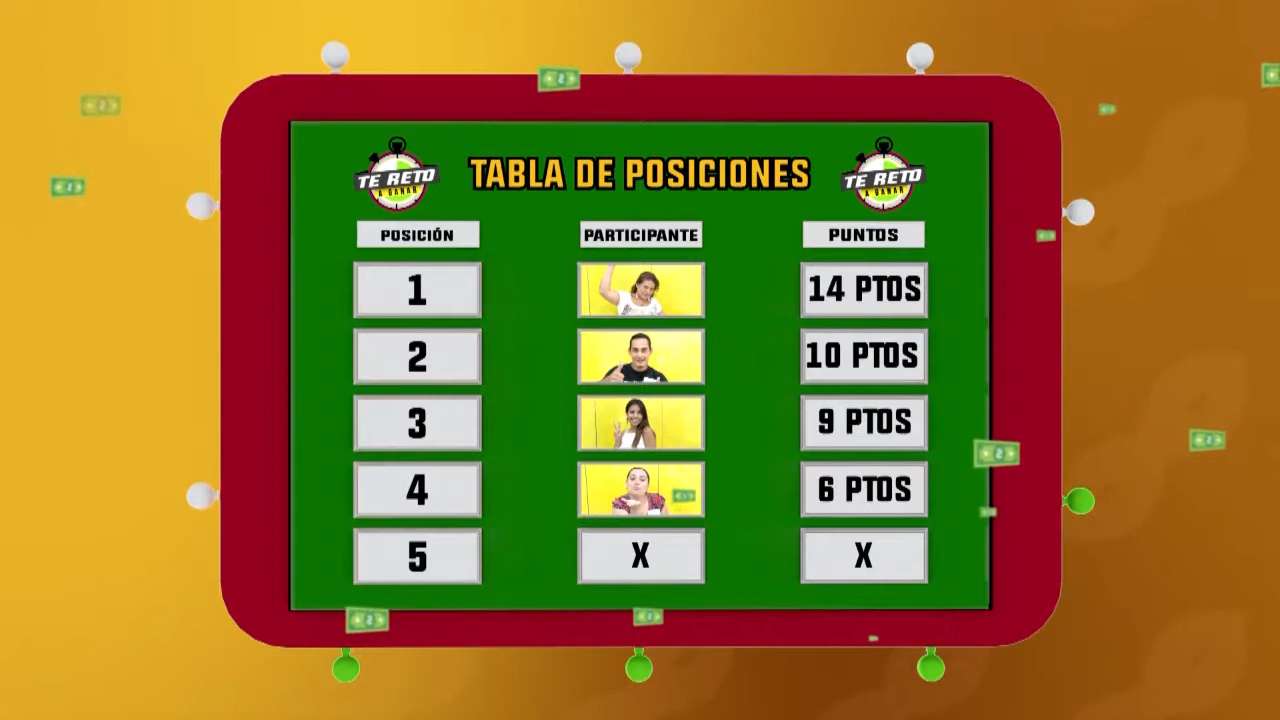 TE RETO
A GANAR
TABLA DE POSICIONES
TE RETO
A GANAR
POSICIÓN PARTICIPANTE PUNTOS
1 14 PTOS
2 10 PTOS
3 9 PTOS
4 6 PTOS
5 X X